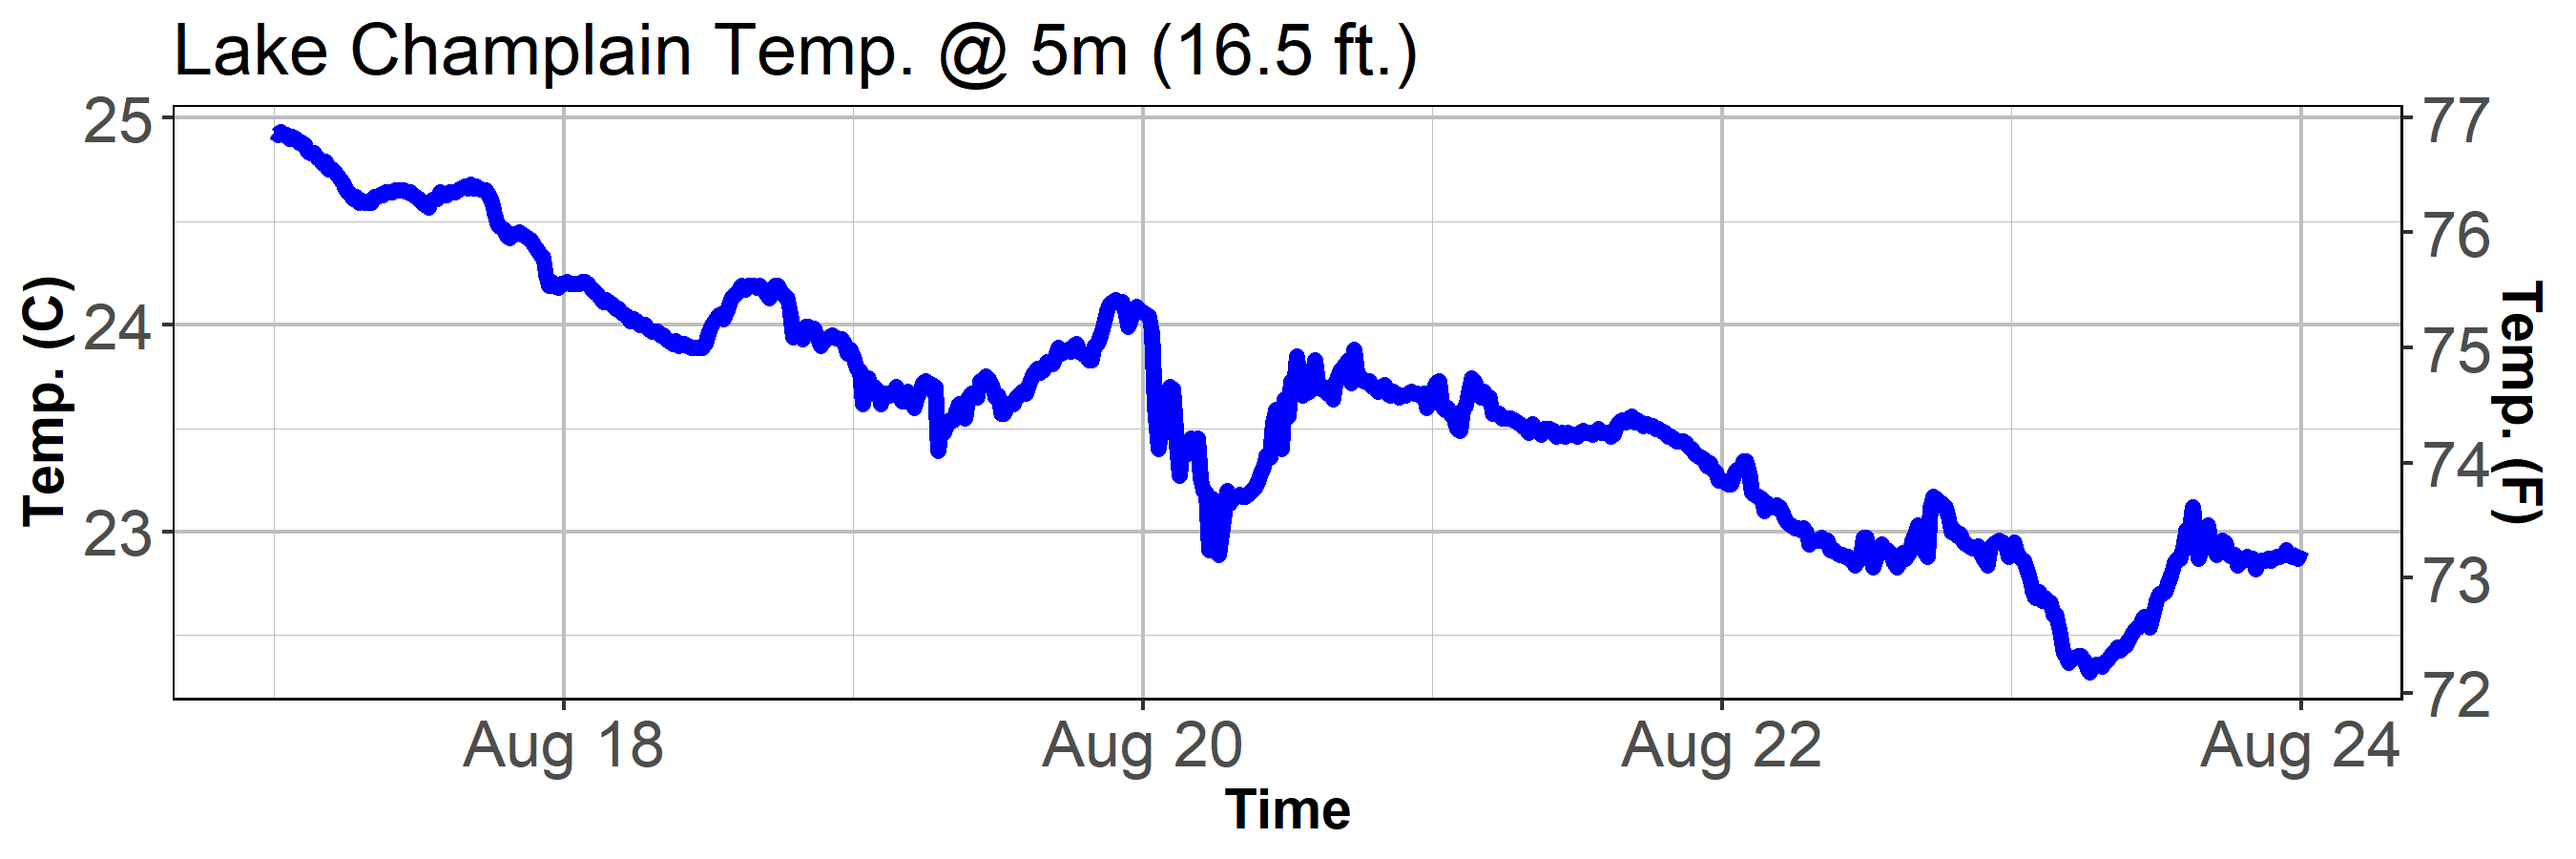 Lake Champlain Temp. @ 5m (16.5 ft.)
25
24
23
Temp. (C)
77
76
75
74
73
72
Temp. (F)
Aug 18 Aug 20 Aug 22 Aug 24
Time